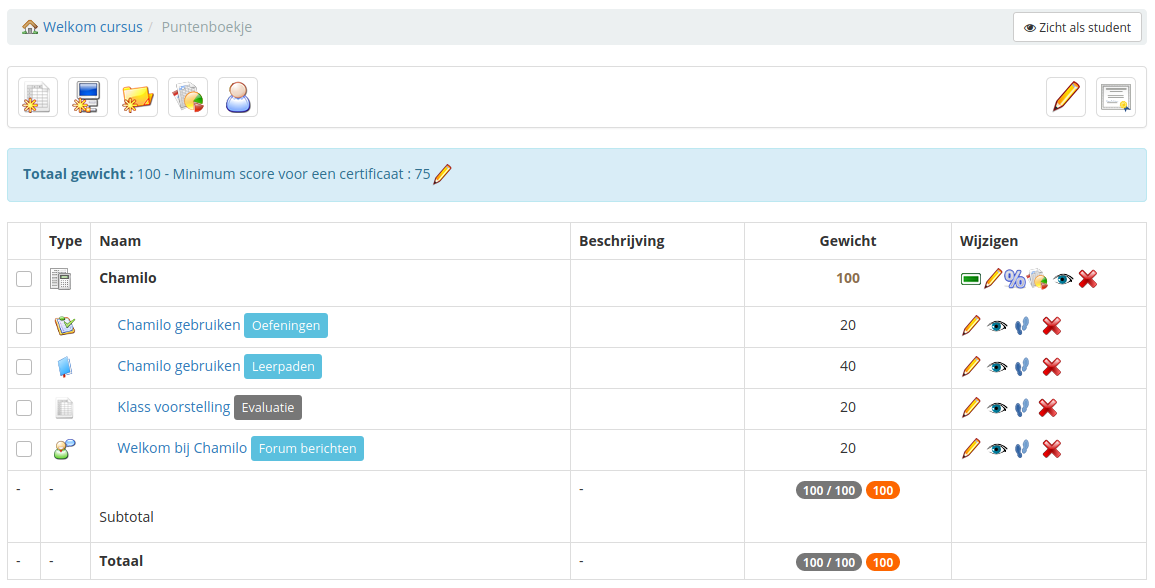 Welkom cursus / Puntenboekje
Zicht als student
Totaal gewicht : 100 - Minimum score voor een certificaat : 75
Type Naam Beschrijving Gewicht Wijzigen
Chamilo 100 %
Chamilo gebruiken Oefeningen 20
Chamilo gebruiken Leerpaden 40
Klass voorstelling Evaluatie 20
Welkom bij Chamilo Forum berichten 20
- - - 100 / 100 100
Subtotal
- - Totaal - 100 / 100 100